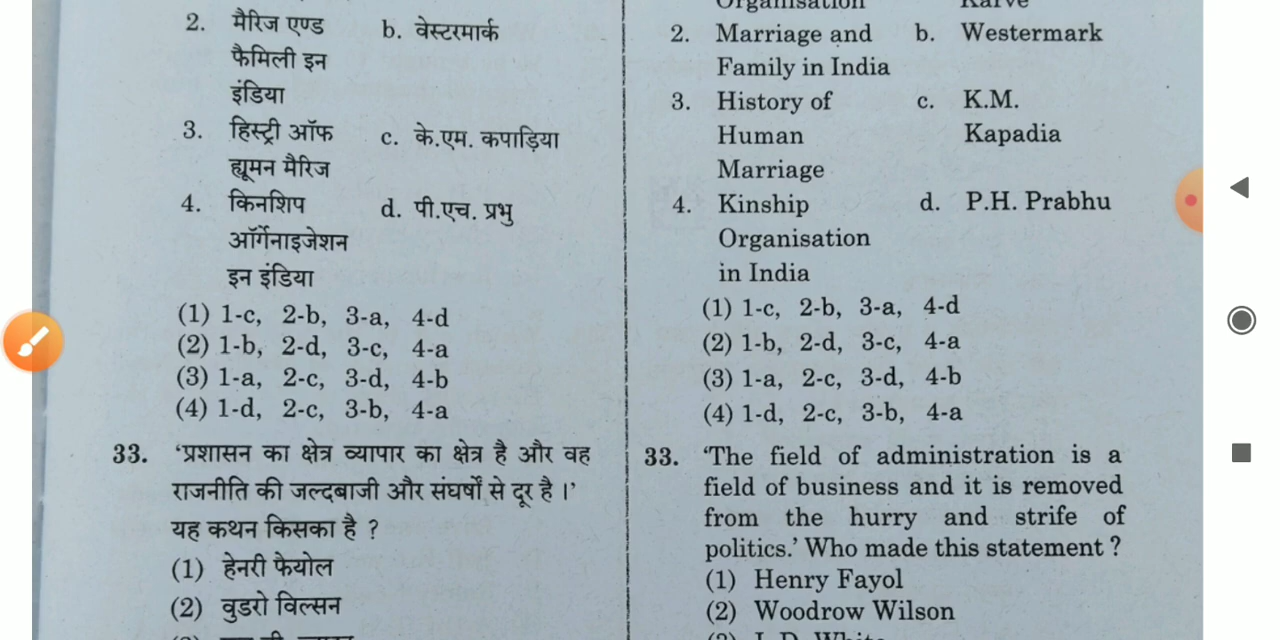 2. मैरिज एण्ड b. वेस्टरमार्क
फैमिली इन
इंडिया
3. हिस्ट्री ऑफ c. के.एम. कपाड़िया
ह्यूमन मैरिज
4. किनशिप d. पी.एच. प्रभु
ऑर्गेनाइजेशन
इन इंडिया
(1) 1-c, 2-b, 3-a, 4-d
(2) 1-b, 2-d, 3-c, 4-a
(3) 1-a, 2-c, 3-d, 4-b
(4) 1-d, 2-c, 3-b, 4-a
33. ‘प्रशासन का क्षेत्र व्यापार का क्षेत्र है और वह
राजनीति की जल्दबाजी और संघर्षों से दूर है।’
यह कथन किसका है ?
(1) हेनरी फैयोल
(2) वुडरो विल्सन
Organisation Karve
2. Marriage and b. Westermark
Family in India
3. History of c. K.M.
Human Kapadia
Marriage
4. Kinship d. P.H. Prabhu
Organisation
in India
(1) 1-c, 2-b, 3-a, 4-d
(2) 1-b, 2-d, 3-c, 4-a
(3) 1-a, 2-c, 3-d, 4-b
(4) 1-d, 2-c, 3-b, 4-a
33. ‘The field of administration is a
field of business and it is removed
from the hurry and strife of
politics.’ Who made this statement ?
(1) Henry Fayol
(2) Woodrow Wilson